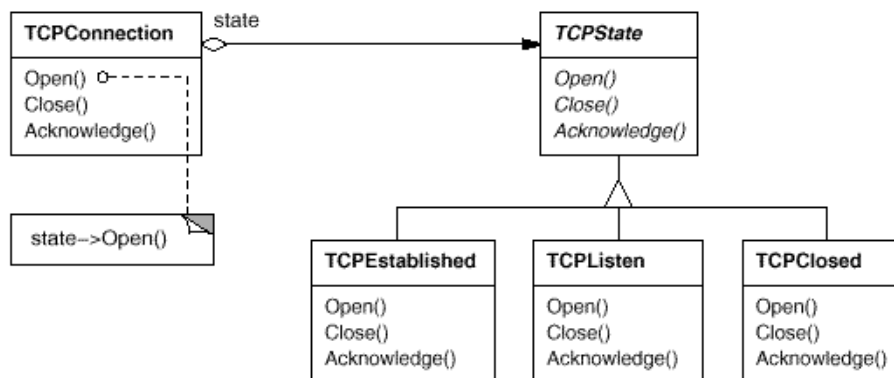 state
TCPConnection
Open()
Close()
Acknowledge()
TCPState
Open()
Close()
Acknowledge()
state->Open()
TCPEstablished
Open()
Close()
Acknowledge()
TCPListen
Open()
Close()
Acknowledge()
TCPClosed
Open()
Close()
Acknowledge()